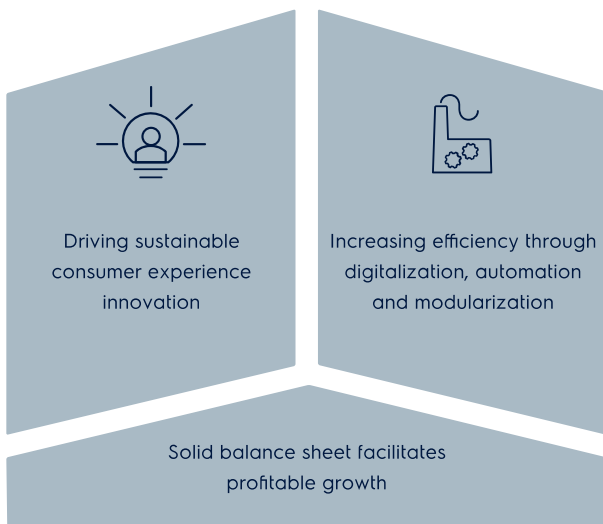 Driving sustainable
consumer experience
innovation
Increasing efficiency through
digitalization, automation
and modularization
Solid balance sheet facilitates
profitable growth